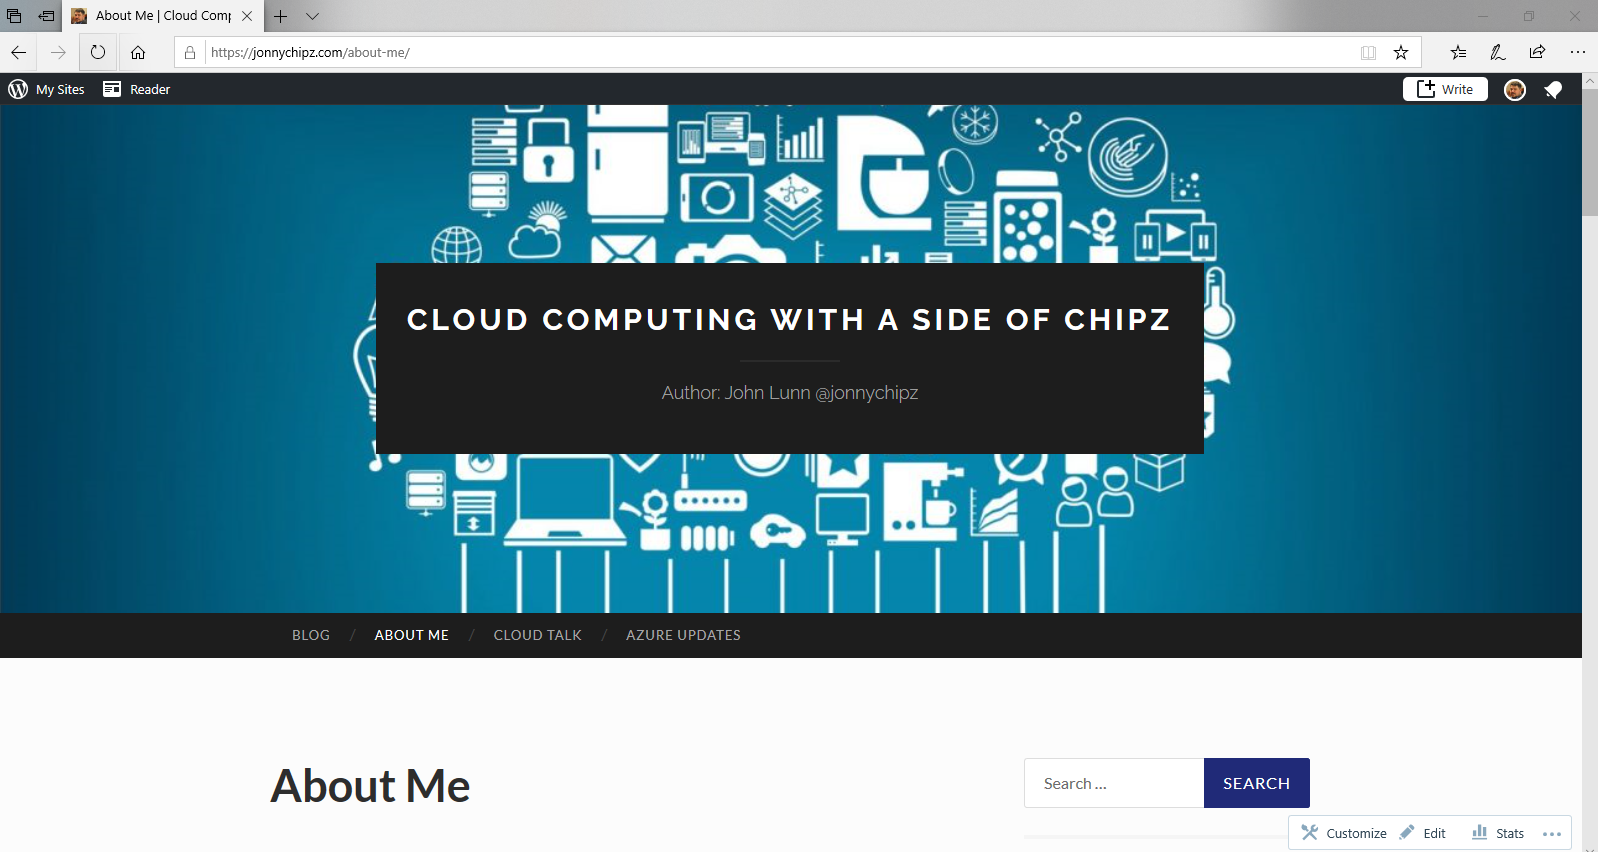 About Me | Cloud Comp
https://jonnychipz.com/about-me/
My Sites Reader Write
CLOUD COMPUTING WITH A SIDE OF CHIPZ
Author: John Lunn @jonnychipz
BLOG / ABOUT ME / CLOUD TALK / AZURE UPDATES
About Me
Search ... SEARCH
Customize Edit Stats